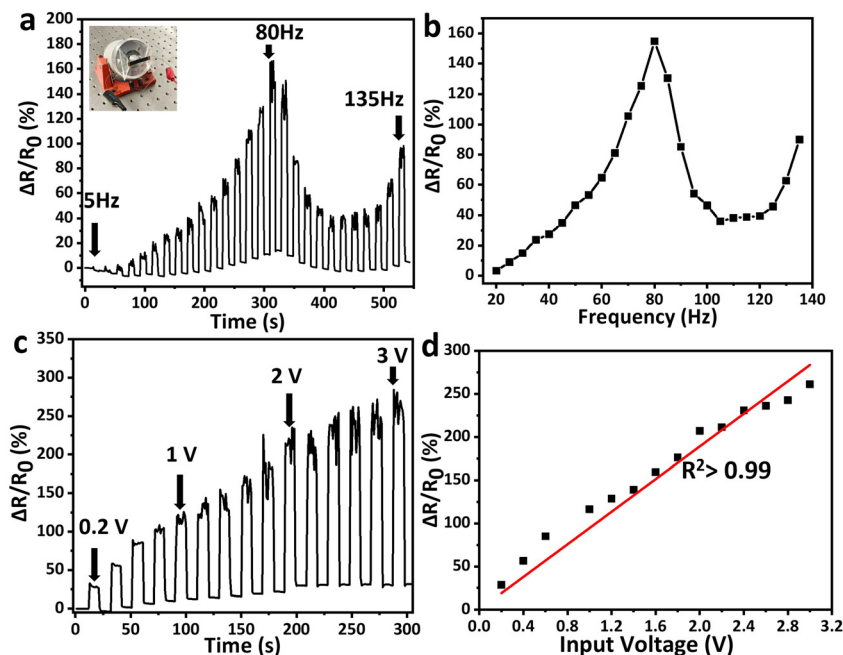 a
80Hz
135Hz
5Hz
ΔR/R0 (%)
180
160
140
120
100
80
60
40
20
0
0 100 200 300 400 500
Time (s)
b
ΔR/R0 (%)
160
140
120
100
80
60
40
20
0
20 40 60 80 100 120 140
Frequency (Hz)
c
3 V
2 V
1 V
0.2 V
ΔR/R0 (%)
350
300
250
200
150
100
50
0
0 50 100 150 200 250 300
Time (s)
d
R²> 0.99
ΔR/R0 (%)
300
250
200
150
100
50
0
0.0 0.4 0.8 1.2 1.6 2.0 2.4 2.8 3.2
Input Voltage (V)